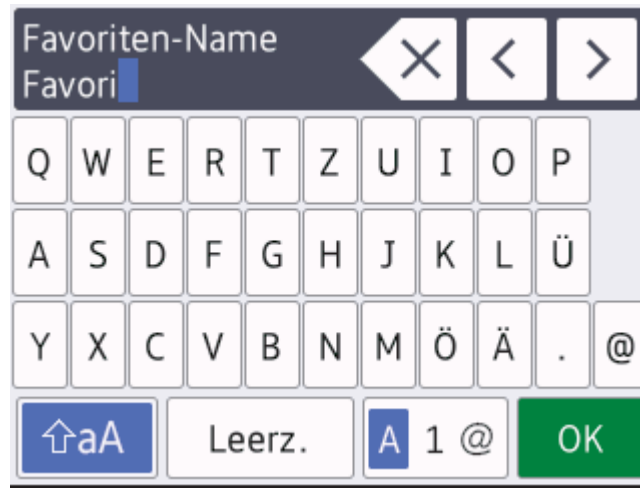 Favoriten-Name
Favori
Q W E R T Z U I O P
A S D F G H J K L Ü
Y X C V B N M Ö Ä . @
aA Leerz. A 1 @ OK